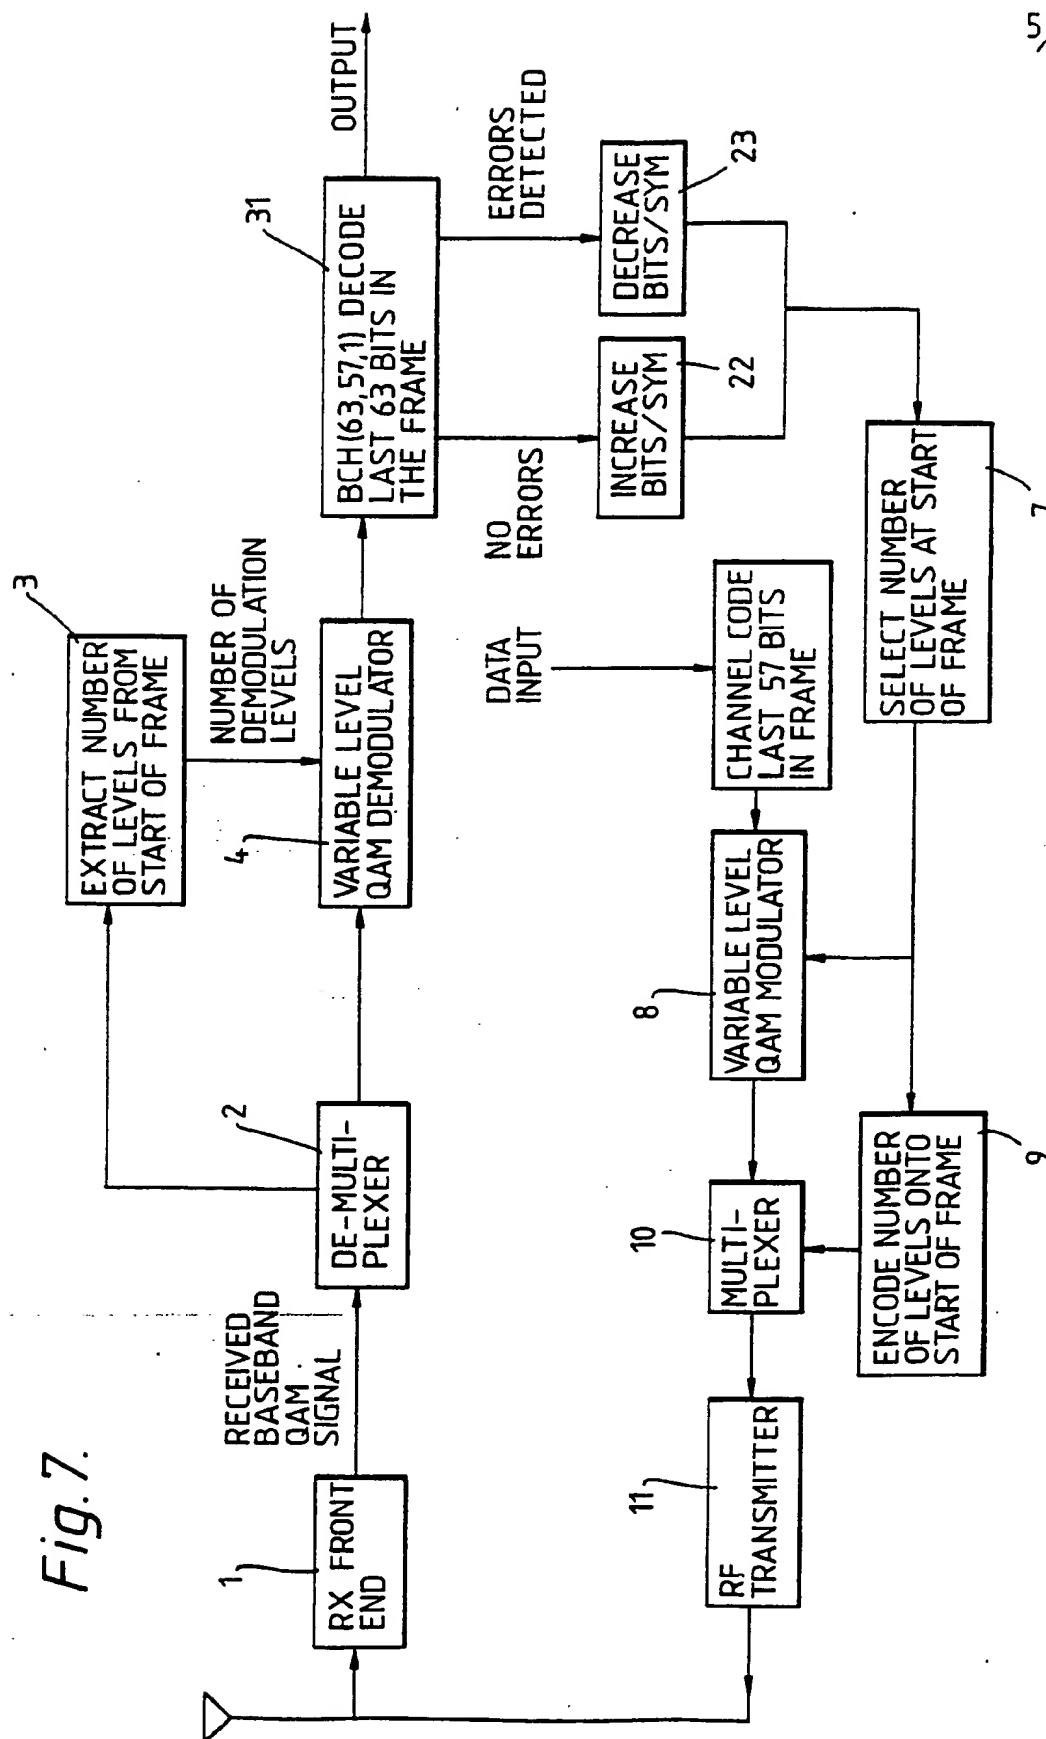 Fig. 7.
5/
1
RX FRONT
END
RECEIVED
BASEBAND
QAM
SIGNAL
2
DE-MULTI-
PLEXER
3
EXTRACT NUMBER
OF LEVELS FROM
START OF FRAME
NUMBER OF
DEMODULATION
LEVELS
4
VARIABLE LEVEL
QAM DEMODULATOR
31
BCH(63,57,1) DECODE
LAST 63 BITS IN
THE FRAME
OUTPUT
NO
ERRORS
ERRORS
DETECTED
INCREASE
BITS/SYM
22
DECREASE
BITS/SYM
23
DATA
INPUT
CHANNEL CODE
LAST 57 BITS
IN FRAME
SELECT NUMBER
OF LEVELS AT START
OF FRAME
7
8
VARIABLE LEVEL
QAM MODULATOR
10
MULTI-
PLEXER
ENCODE NUMBER
OF LEVELS ONTO
START OF FRAME
9
11
RF
TRANSMITTER